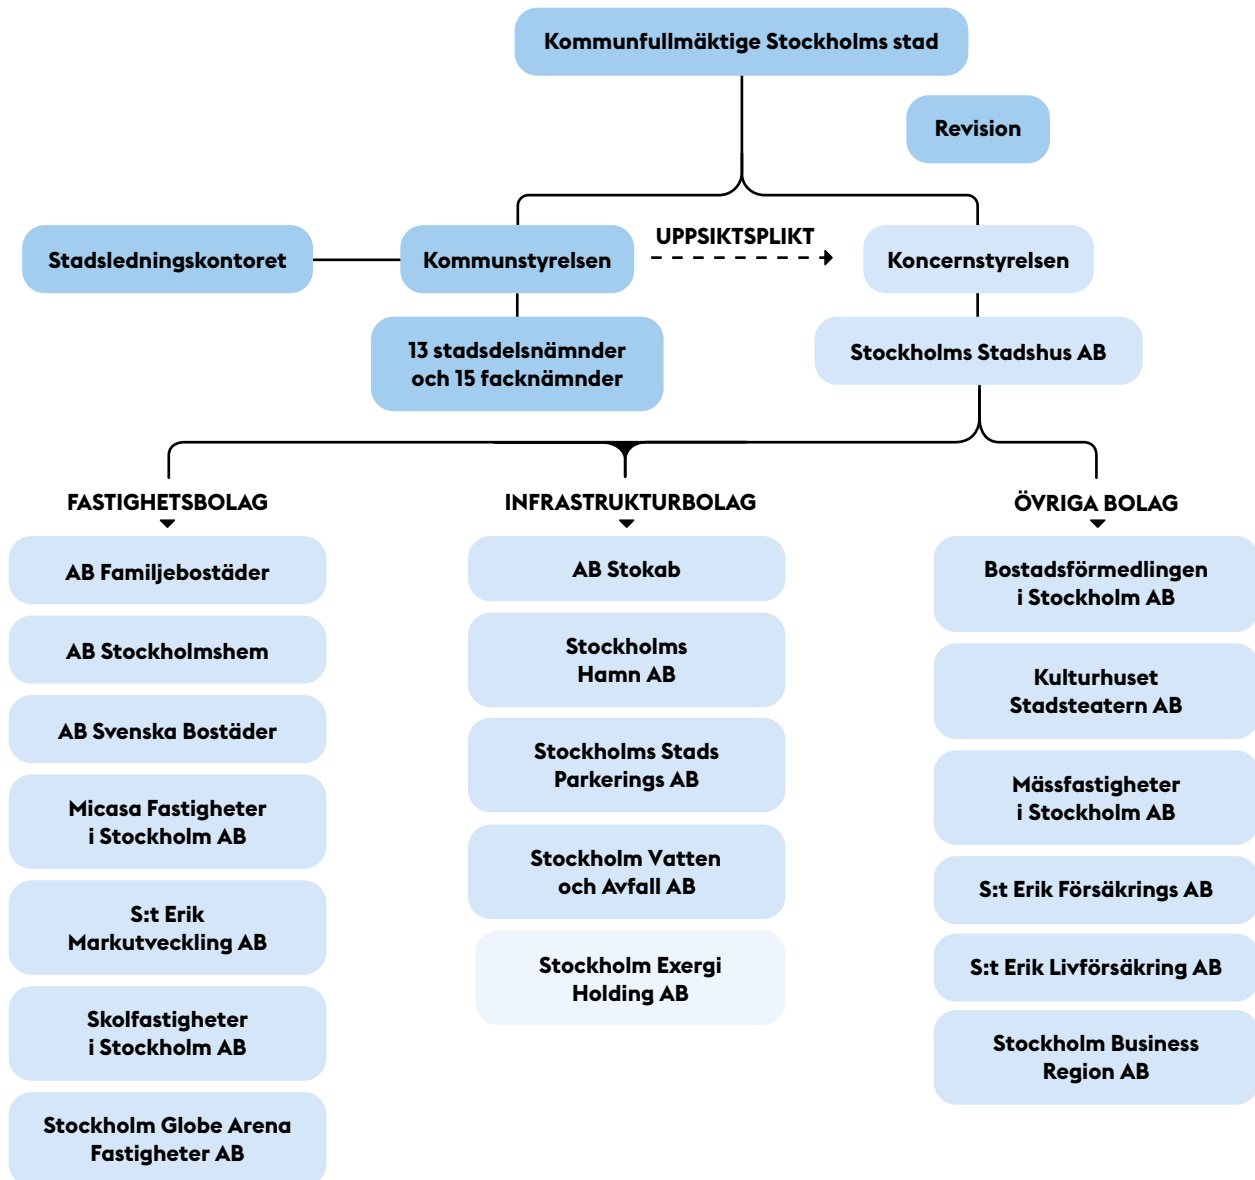 Kommunfullmäktige Stockholms stad
Revision
Stadsledningskontoret
Kommunstyrelsen
UPPSIKTSPLIKT
Koncernstyrelsen
13 stadsdelsnämnder
och 15 facknämnder
Stockholms Stadshus AB
FASTIGHETSBOLAG
AB Familjebostäder
AB Stockholmshem
AB Svenska Bostäder
Micasa Fastigheter
i Stockholm AB
S:t Erik
Markutveckling AB
Skolfastigheter
i Stockholm AB
Stockholm Globe Arena
Fastigheter AB
INFRASTRUKTURBOLAG
AB Stokab
Stockholms
Hamn AB
Stockholms Stads
Parkerings AB
Stockholm Vatten
och Avfall AB
Stockholm Exergi
Holding AB
ÖVRIGA BOLAG
Bostadsförmedlingen
i Stockholm AB
Kulturhuset
Stadsteatern AB
Mässfastigheter
i Stockholm AB
S:t Erik Försäkrings AB
S:t Erik Livförsäkring AB
Stockholm Business
Region AB